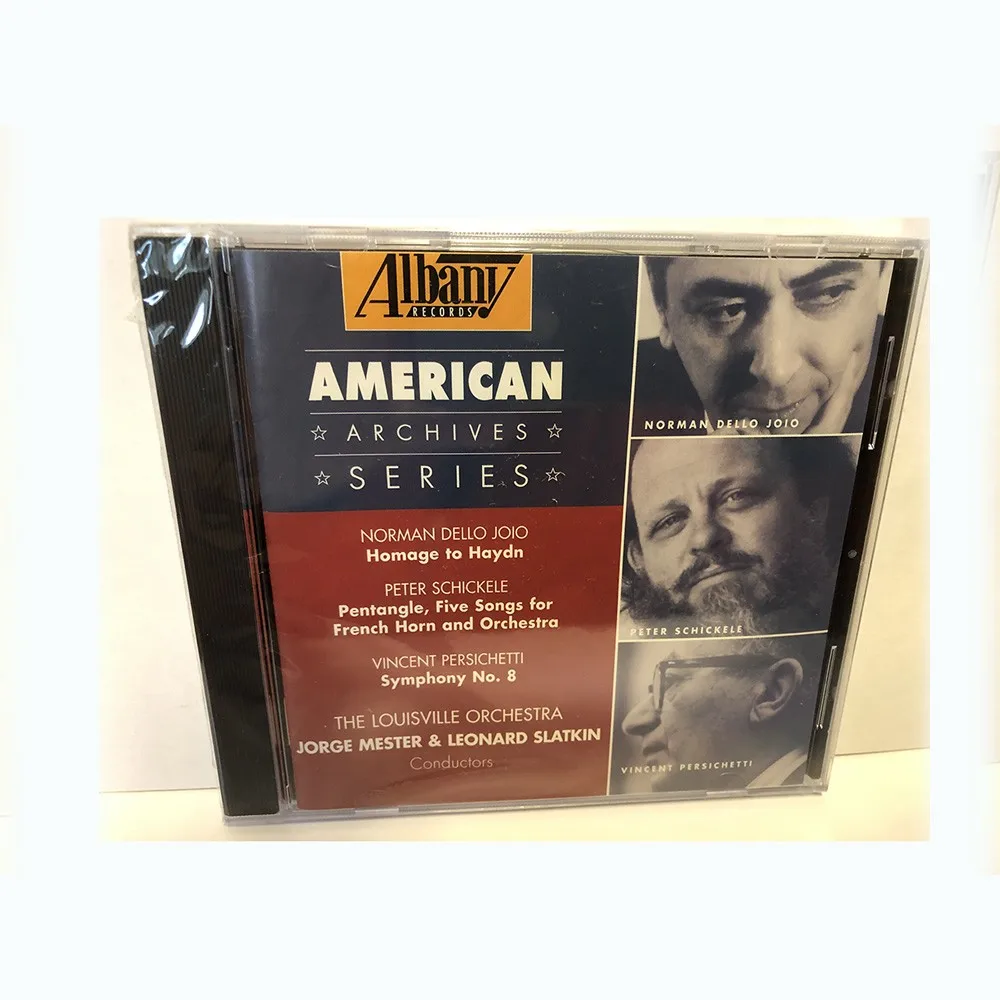 Albany
RECORDS
AMERICAN
☆ ARCHIVES ☆
☆ SERIES ☆
NORMAN DELLO JOIO
Homage to Haydn
PETER SCHICKELE
Pentangle, Five Songs for
French Horn and Orchestra
VINCENT PERSICHETTI
Symphony No. 8
THE LOUISVILLE ORCHESTRA
JORGE MESTER & LEONARD SLATKIN
Conductors
NORMAN DELLO JOIO
PETER SCHICKELE
VINCENT PERSICHETTI